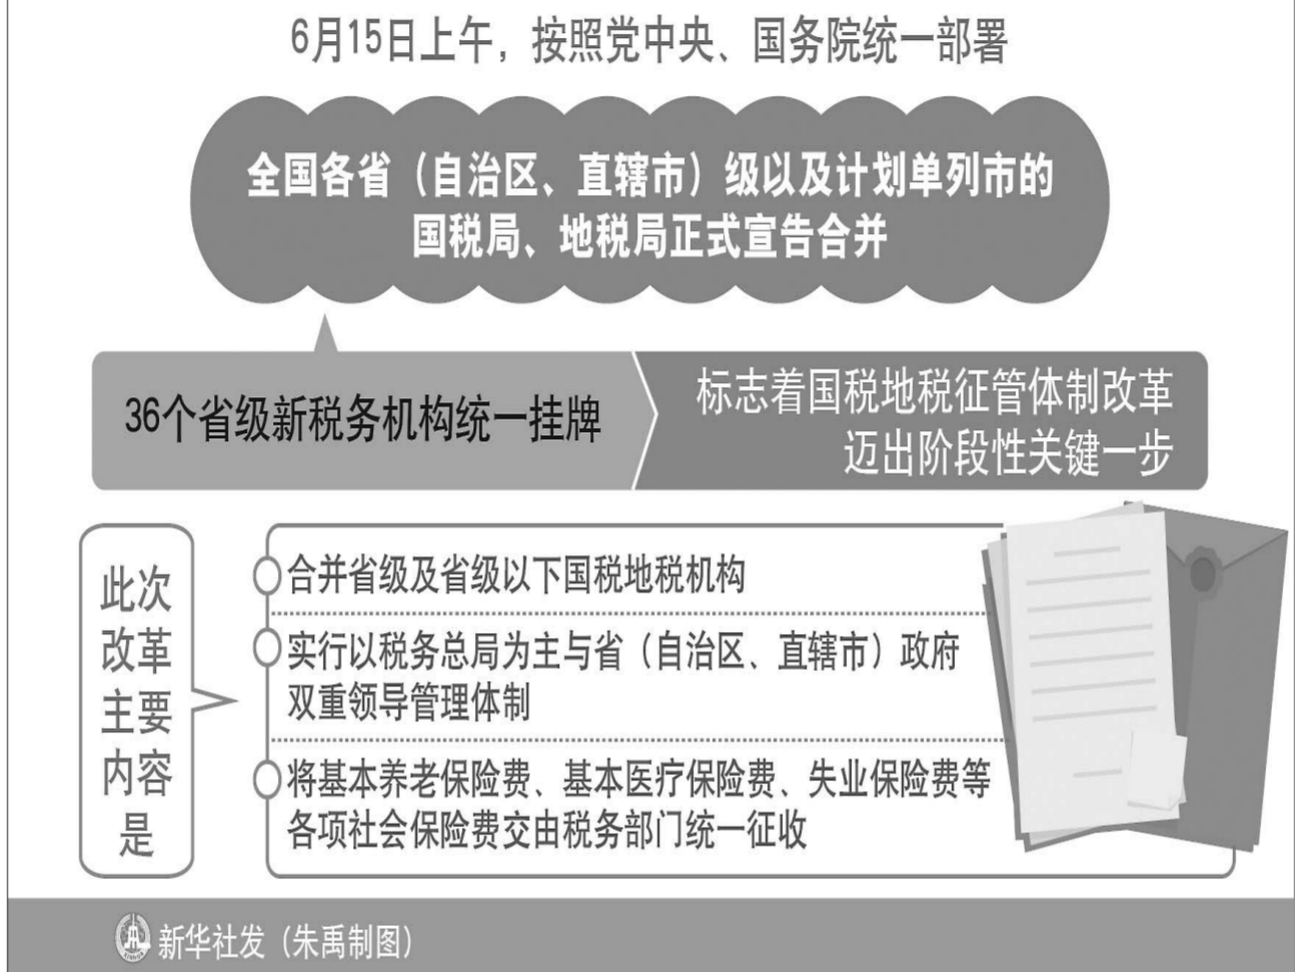 6月15日上午，按照党中央、国务院统一部署
全国各省（自治区、直辖市）级以及计划单列市的
国税局、地税局正式宣告合并
36个省级新税务机构统一挂牌
标志着国税地税征管体制改革
迈出阶段性关键一步
此次
改革
主要
内容
是
合并省级及省级以下国税地税机构
实行以税务总局为主与省（自治区、直辖市）政府
双重领导管理体制
将基本养老保险费、基本医疗保险费、失业保险费等
各项社会保险费交由税务部门统一征收
新华社发（朱禹制图）